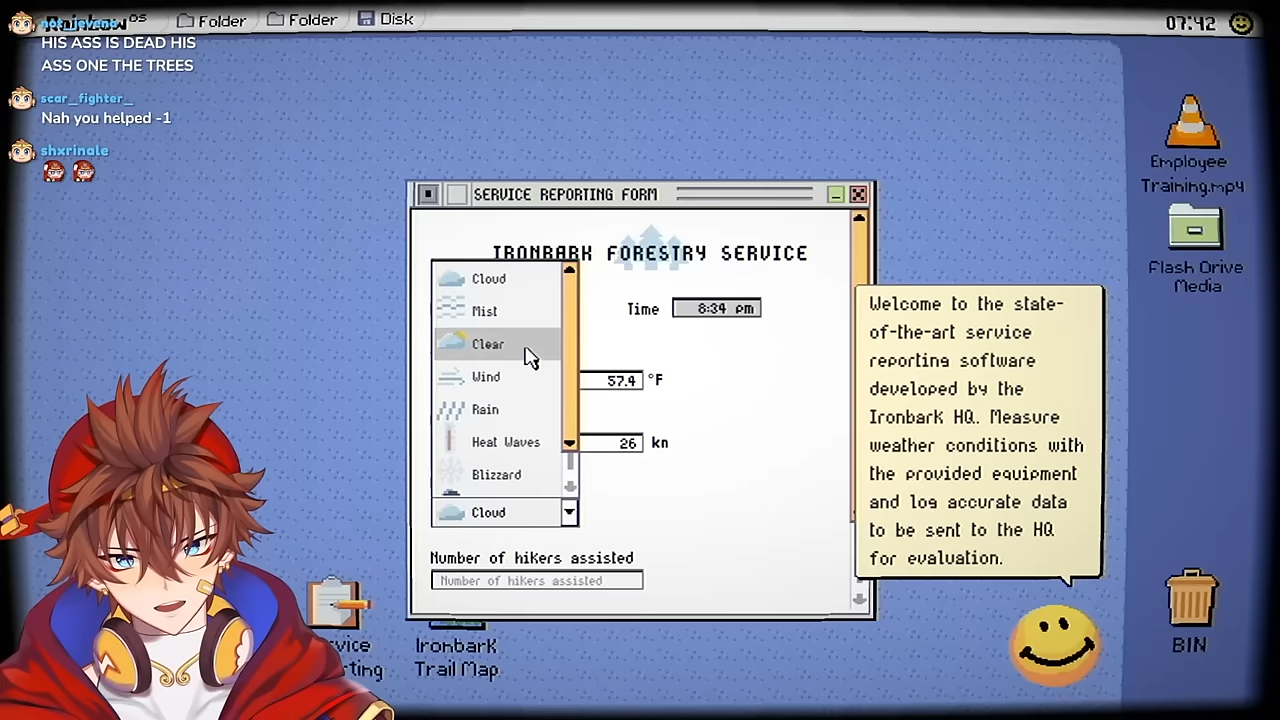 RainbowOS
Folder
Folder
Disk
07:42
HIS ASS IS DEAD HIS
ASS ONE THE TREES
scar_fighter_
Nah you helped -1
shxrinale
Employee
Training.mp4
Flash Drive
Media
SERVICE REPORTING FORM
IRONBARK FORESTRY SERVICE
Time
8:34 pm
Cloud
Mist
Clear
Wind
Rain
Heat Waves
Blizzard
Cloud
57.4 °F
26 kn
Number of hikers assisted
Number of hikers assisted
Welcome to the state-
of-the-art service
reporting software
developed by the
Ironbark HQ. Measure
weather conditions with
the provided equipment
and log accurate data
to be sent to the HQ
for evaluation.
vice
ting
Ironbark
Trail Map
BIN